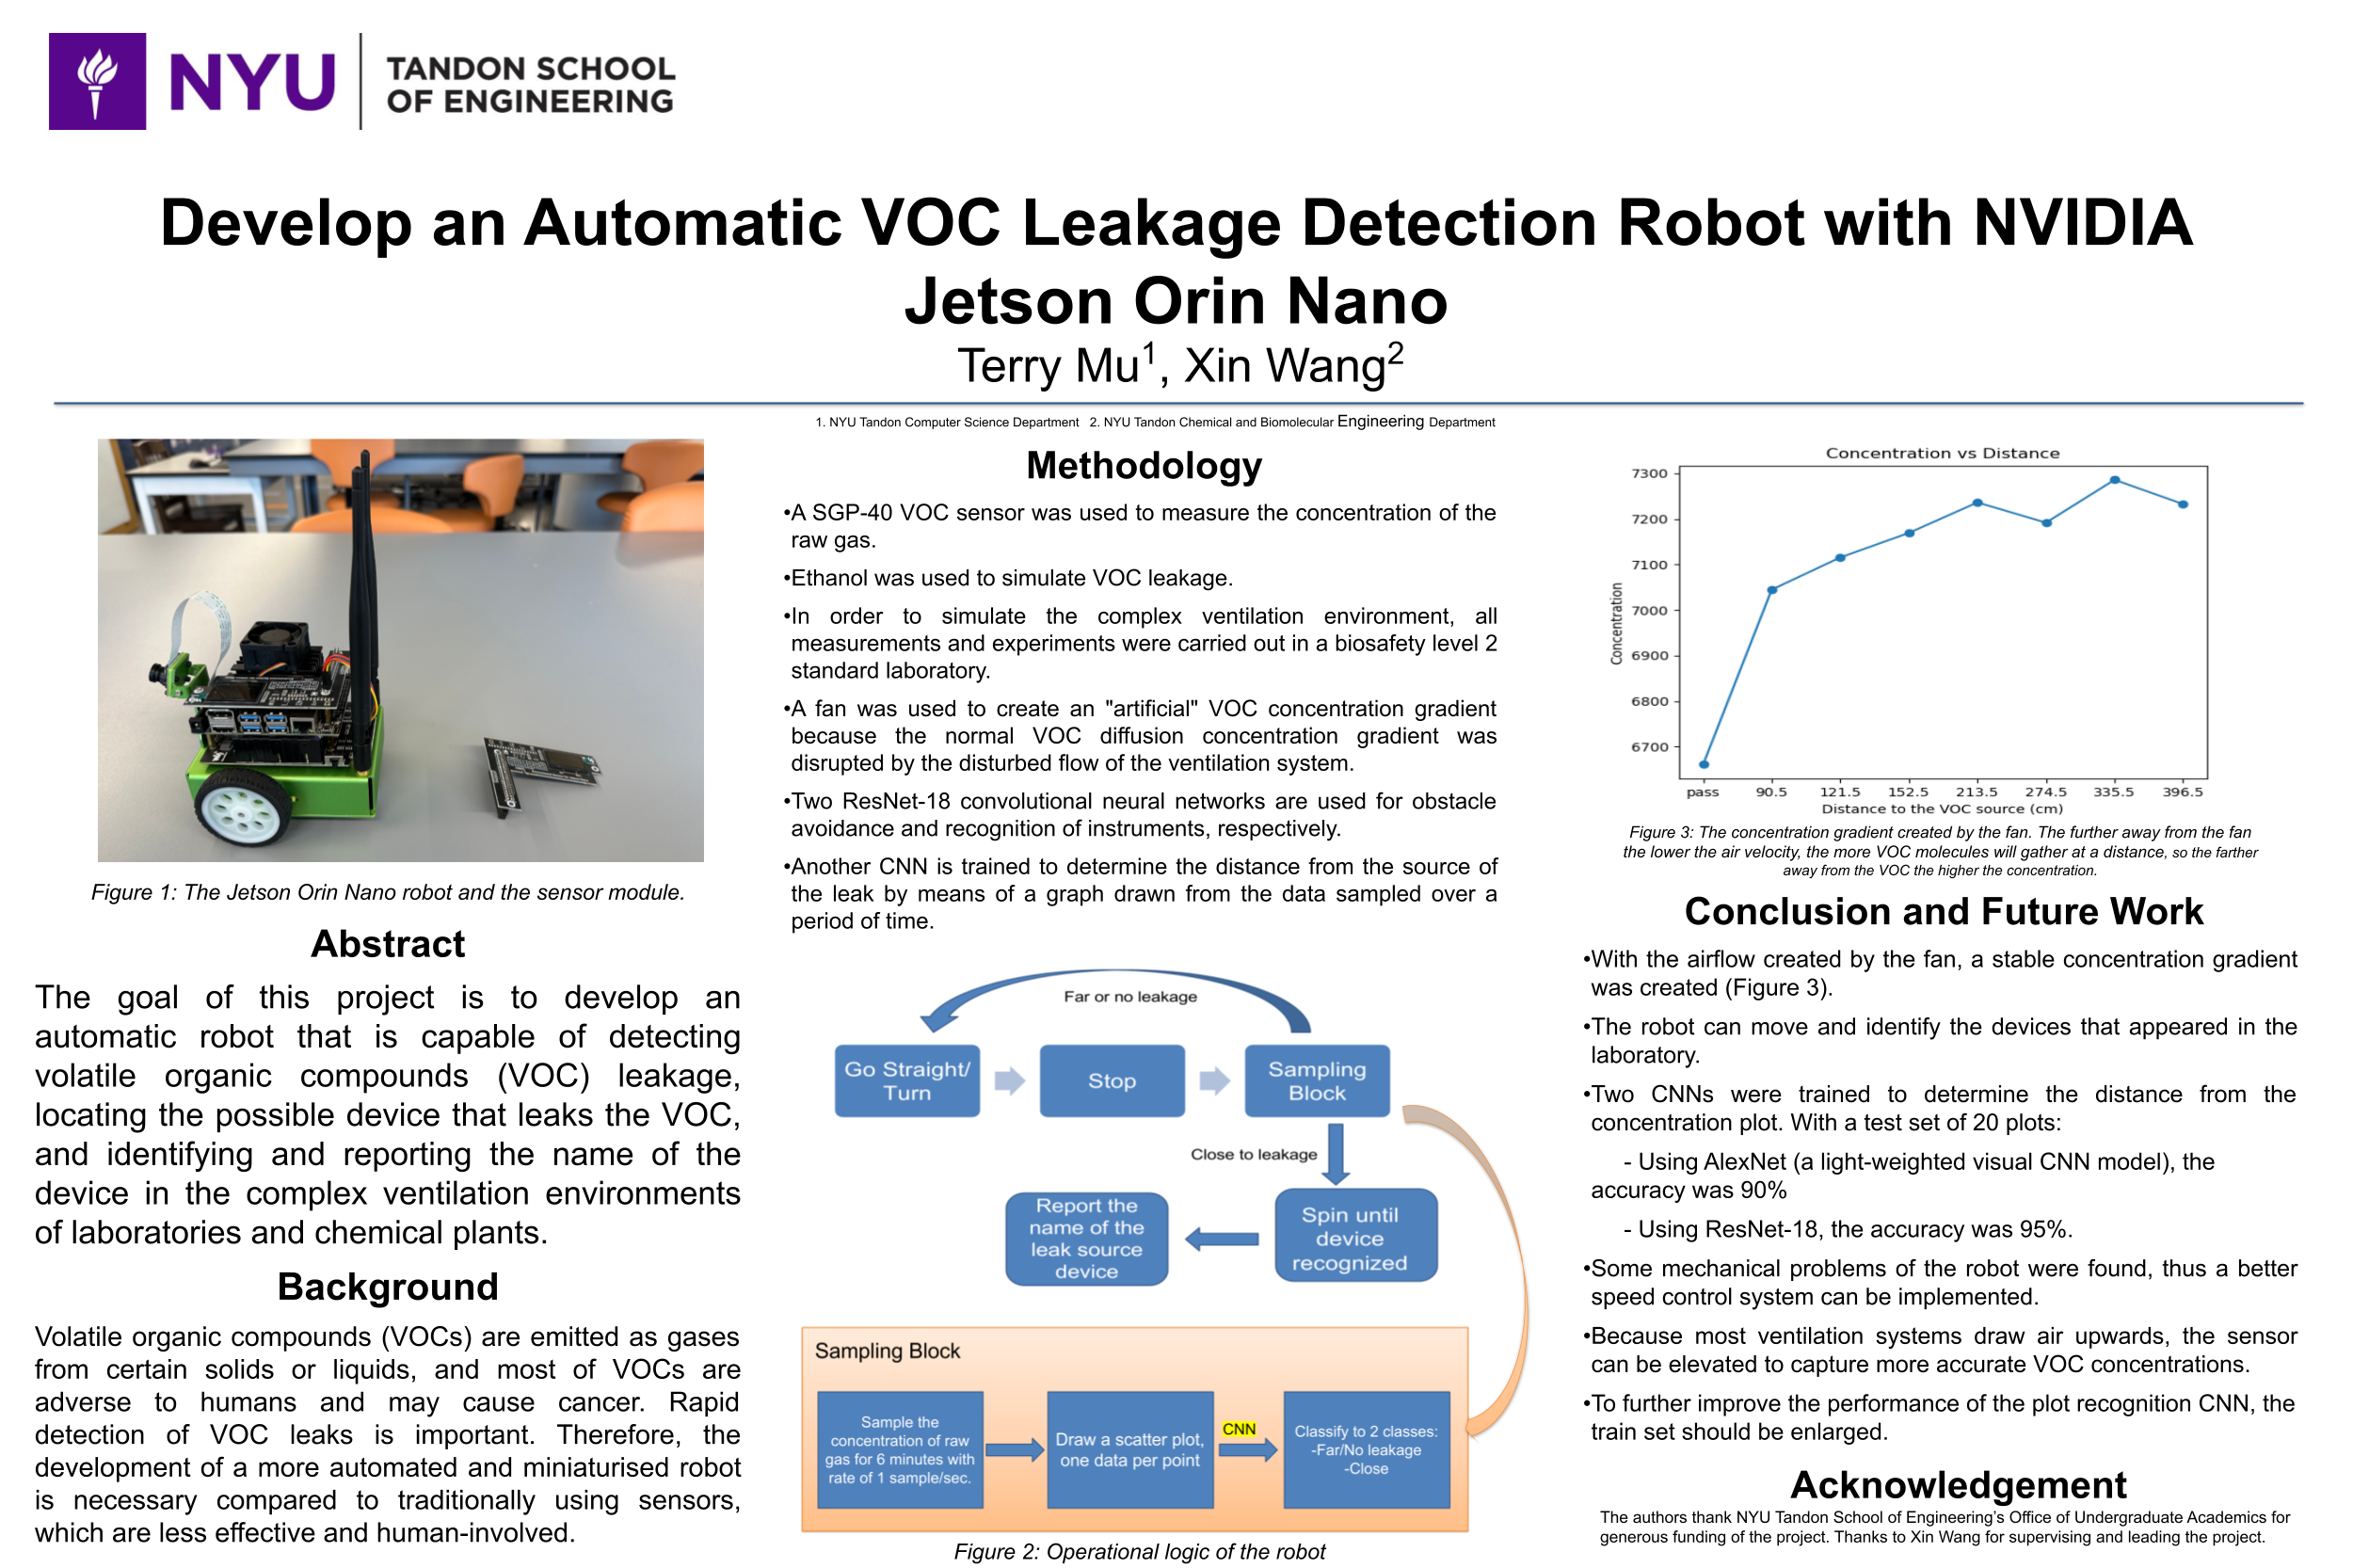 NYU
TANDON SCHOOL
OF ENGINEERING
Develop an Automatic VOC Leakage Detection Robot with NVIDIA
Jetson Orin Nano
Terry Mu1, Xin Wang2
1. NYU Tandon Computer Science Department 2. NYU Tandon Chemical and Biomolecular Engineering Department
Figure 1: The Jetson Orin Nano robot and the sensor module.
Abstract
The goal of this project is to develop an
automatic robot that is capable of detecting
volatile organic compounds (VOC) leakage,
locating the possible device that leaks the VOC,
and identifying and reporting the name of the
device in the complex ventilation environments
of laboratories and chemical plants.
Background
Volatile organic compounds (VOCs) are emitted as gases
from certain solids or liquids, and most of VOCs are
adverse to humans and may cause cancer. Rapid
detection of VOC leaks is important. Therefore, the
development of a more automated and miniaturised robot
is necessary compared to traditionally using sensors,
which are less effective and human-involved.
Methodology
•A SGP-40 VOC sensor was used to measure the concentration of the
raw gas.
•Ethanol was used to simulate VOC leakage.
•In order to simulate the complex ventilation environment, all
measurements and experiments were carried out in a biosafety level 2
standard laboratory.
•A fan was used to create an "artificial" VOC concentration gradient
because the normal VOC diffusion concentration gradient was
disrupted by the disturbed flow of the ventilation system.
•Two ResNet-18 convolutional neural networks are used for obstacle
avoidance and recognition of instruments, respectively.
•Another CNN is trained to determine the distance from the source of
the leak by means of a graph drawn from the data sampled over a
period of time.
Far or no leakage
Go Straight/
Turn
Stop
Sampling
Block
Close to leakage
Report the
name of the
leak source
device
Spin until
device
recognized
Sampling Block
Sample the
concentration of raw
gas for 6 minutes with
rate of 1 sample/sec.
Draw a scatter plot,
one data per point
CNN
Classify to 2 classes:
-Far/No leakage
-Close
Figure 2: Operational logic of the robot
Concentration vs Distance
7300
7200
7100
7000
6900
6800
6700
Concentration
pass 90.5 121.5 152.5 213.5 274.5 335.5 396.5
Distance to the VOC source (cm)
Figure 3: The concentration gradient created by the fan. The further away from the fan
the lower the air velocity, the more VOC molecules will gather at a distance, so the farther
away from the VOC the higher the concentration.
Conclusion and Future Work
•With the airflow created by the fan, a stable concentration gradient
was created (Figure 3).
•The robot can move and identify the devices that appeared in the
laboratory.
•Two CNNs were trained to determine the distance from the
concentration plot. With a test set of 20 plots:
- Using AlexNet (a light-weighted visual CNN model), the
accuracy was 90%
- Using ResNet-18, the accuracy was 95%.
•Some mechanical problems of the robot were found, thus a better
speed control system can be implemented.
•Because most ventilation systems draw air upwards, the sensor
can be elevated to capture more accurate VOC concentrations.
•To further improve the performance of the plot recognition CNN, the
train set should be enlarged.
Acknowledgement
The authors thank NYU Tandon School of Engineering's Office of Undergraduate Academics for
generous funding of the project. Thanks to Xin Wang for supervising and leading the project.